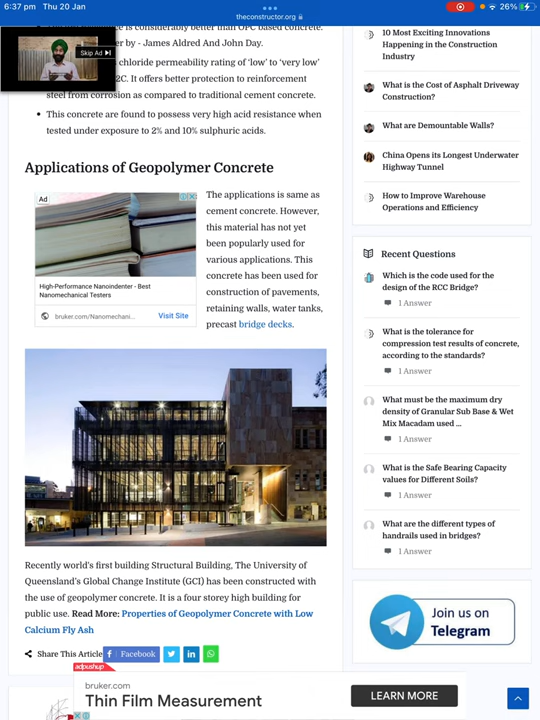 6:37 pm Thu 20 Jan
theconstructor.org
26%
Skip Ad
is considerably better than OPC based concrete.
er by - James Aldred And John Day.
chloride permeability rating of 'low' to 'very low'
2C. It offers better protection to reinforcement
steel from corrosion as compared to traditional cement concrete.
• This concrete are found to possess very high acid resistance when
tested under exposure to 2% and 10% sulphuric acids.
Applications of Geopolymer Concrete
Ad
High-Performance Nanoindenter - Best
Nanomechanical Testers
bruker.com/Nanomechani...
Visit Site
The applications is same as
cement concrete. However,
this material has not yet
been popularly used for
various applications. This
concrete has been used for
construction of pavements,
retaining walls, water tanks,
precast bridge decks.
Recently world's first building Structural Building, The University of
Queensland's Global Change Institute (GCI) has been constructed with
the use of geopolymer concrete. It is a four storey high building for
public use. Read More: Properties of Geopolymer Concrete with Low
Calcium Fly Ash
Share This Article
Facebook
adpushup
bruker.com
Thin Film Measurement
LEARN MORE
10 Most Exciting Innovations
Happening in the Construction
Industry
What is the Cost of Asphalt Driveway
Construction?
What are Demountable Walls?
China Opens its Longest Underwater
Highway Tunnel
How to Improve Warehouse
Operations and Efficiency
Recent Questions
Which is the code used for the
design of the RCC Bridge?
1 Answer
What is the tolerance for
compression test results of concrete,
according to the standards?
1 Answer
What must be the maximum dry
density of Granular Sub Base & Wet
Mix Macadam used ...
1 Answer
What is the Safe Bearing Capacity
values for Different Soils?
1 Answer
What are the different types of
handrails used in bridges?
1 Answer
Join us on
Telegram